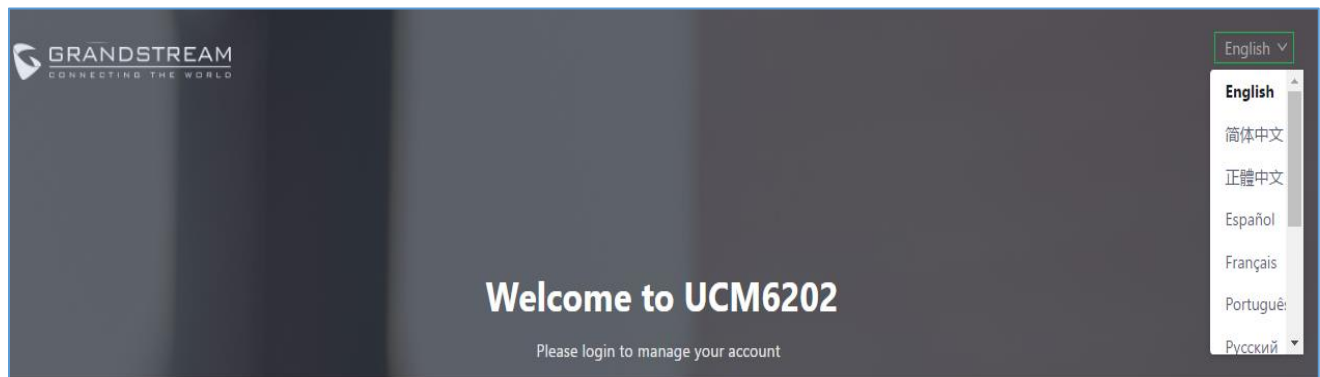 GRANDSTREAM
CONNECTING THE WORLD
English
English
简体中文
正體中文
Español
Français
Русский
Welcome to UCM6202
Please login to manage your account